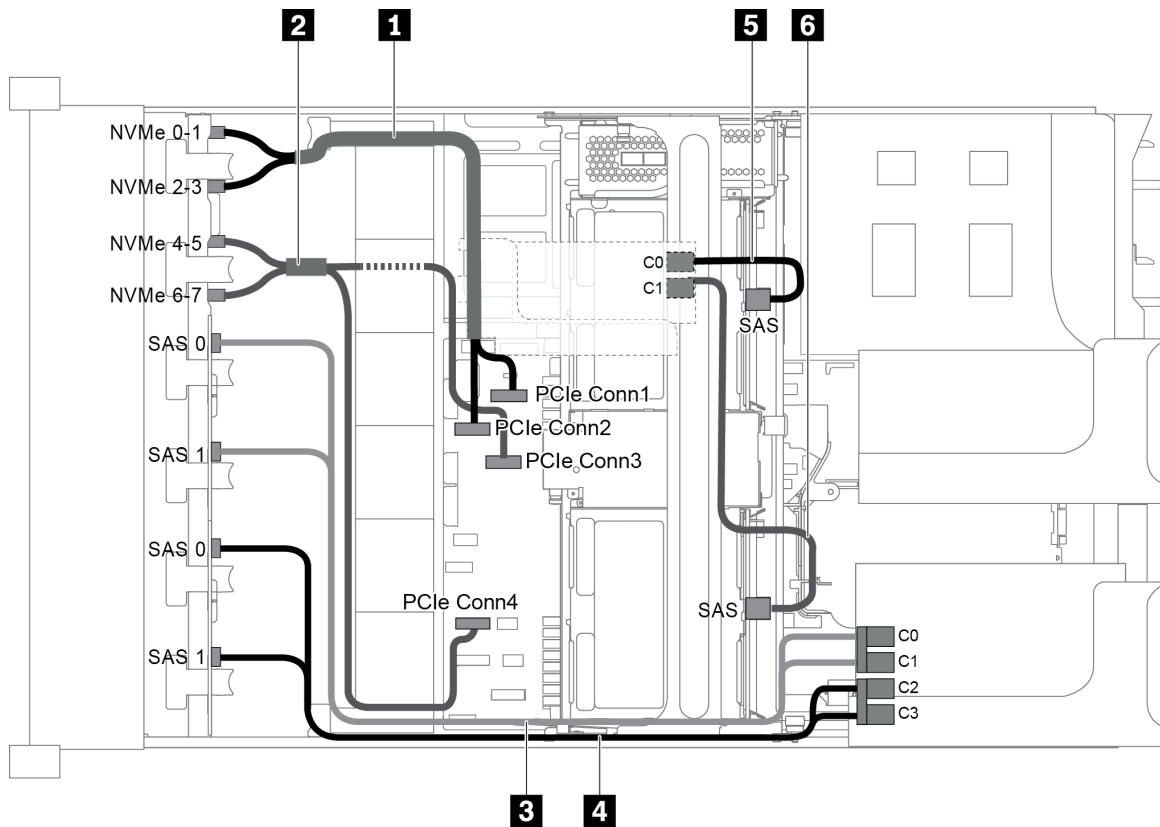 2
1
5
6
NVMe 0-1
NVMe 2-3
NVMe 4-5
NVMe 6-7
C0
C1
SAS
SAS 0
PCIe Conn1
PCIe Conn2
SAS 1
PCIe Conn3
SAS 0
PCIe Conn4
SAS
SAS 1
C0
C1
C2
C3
3
4